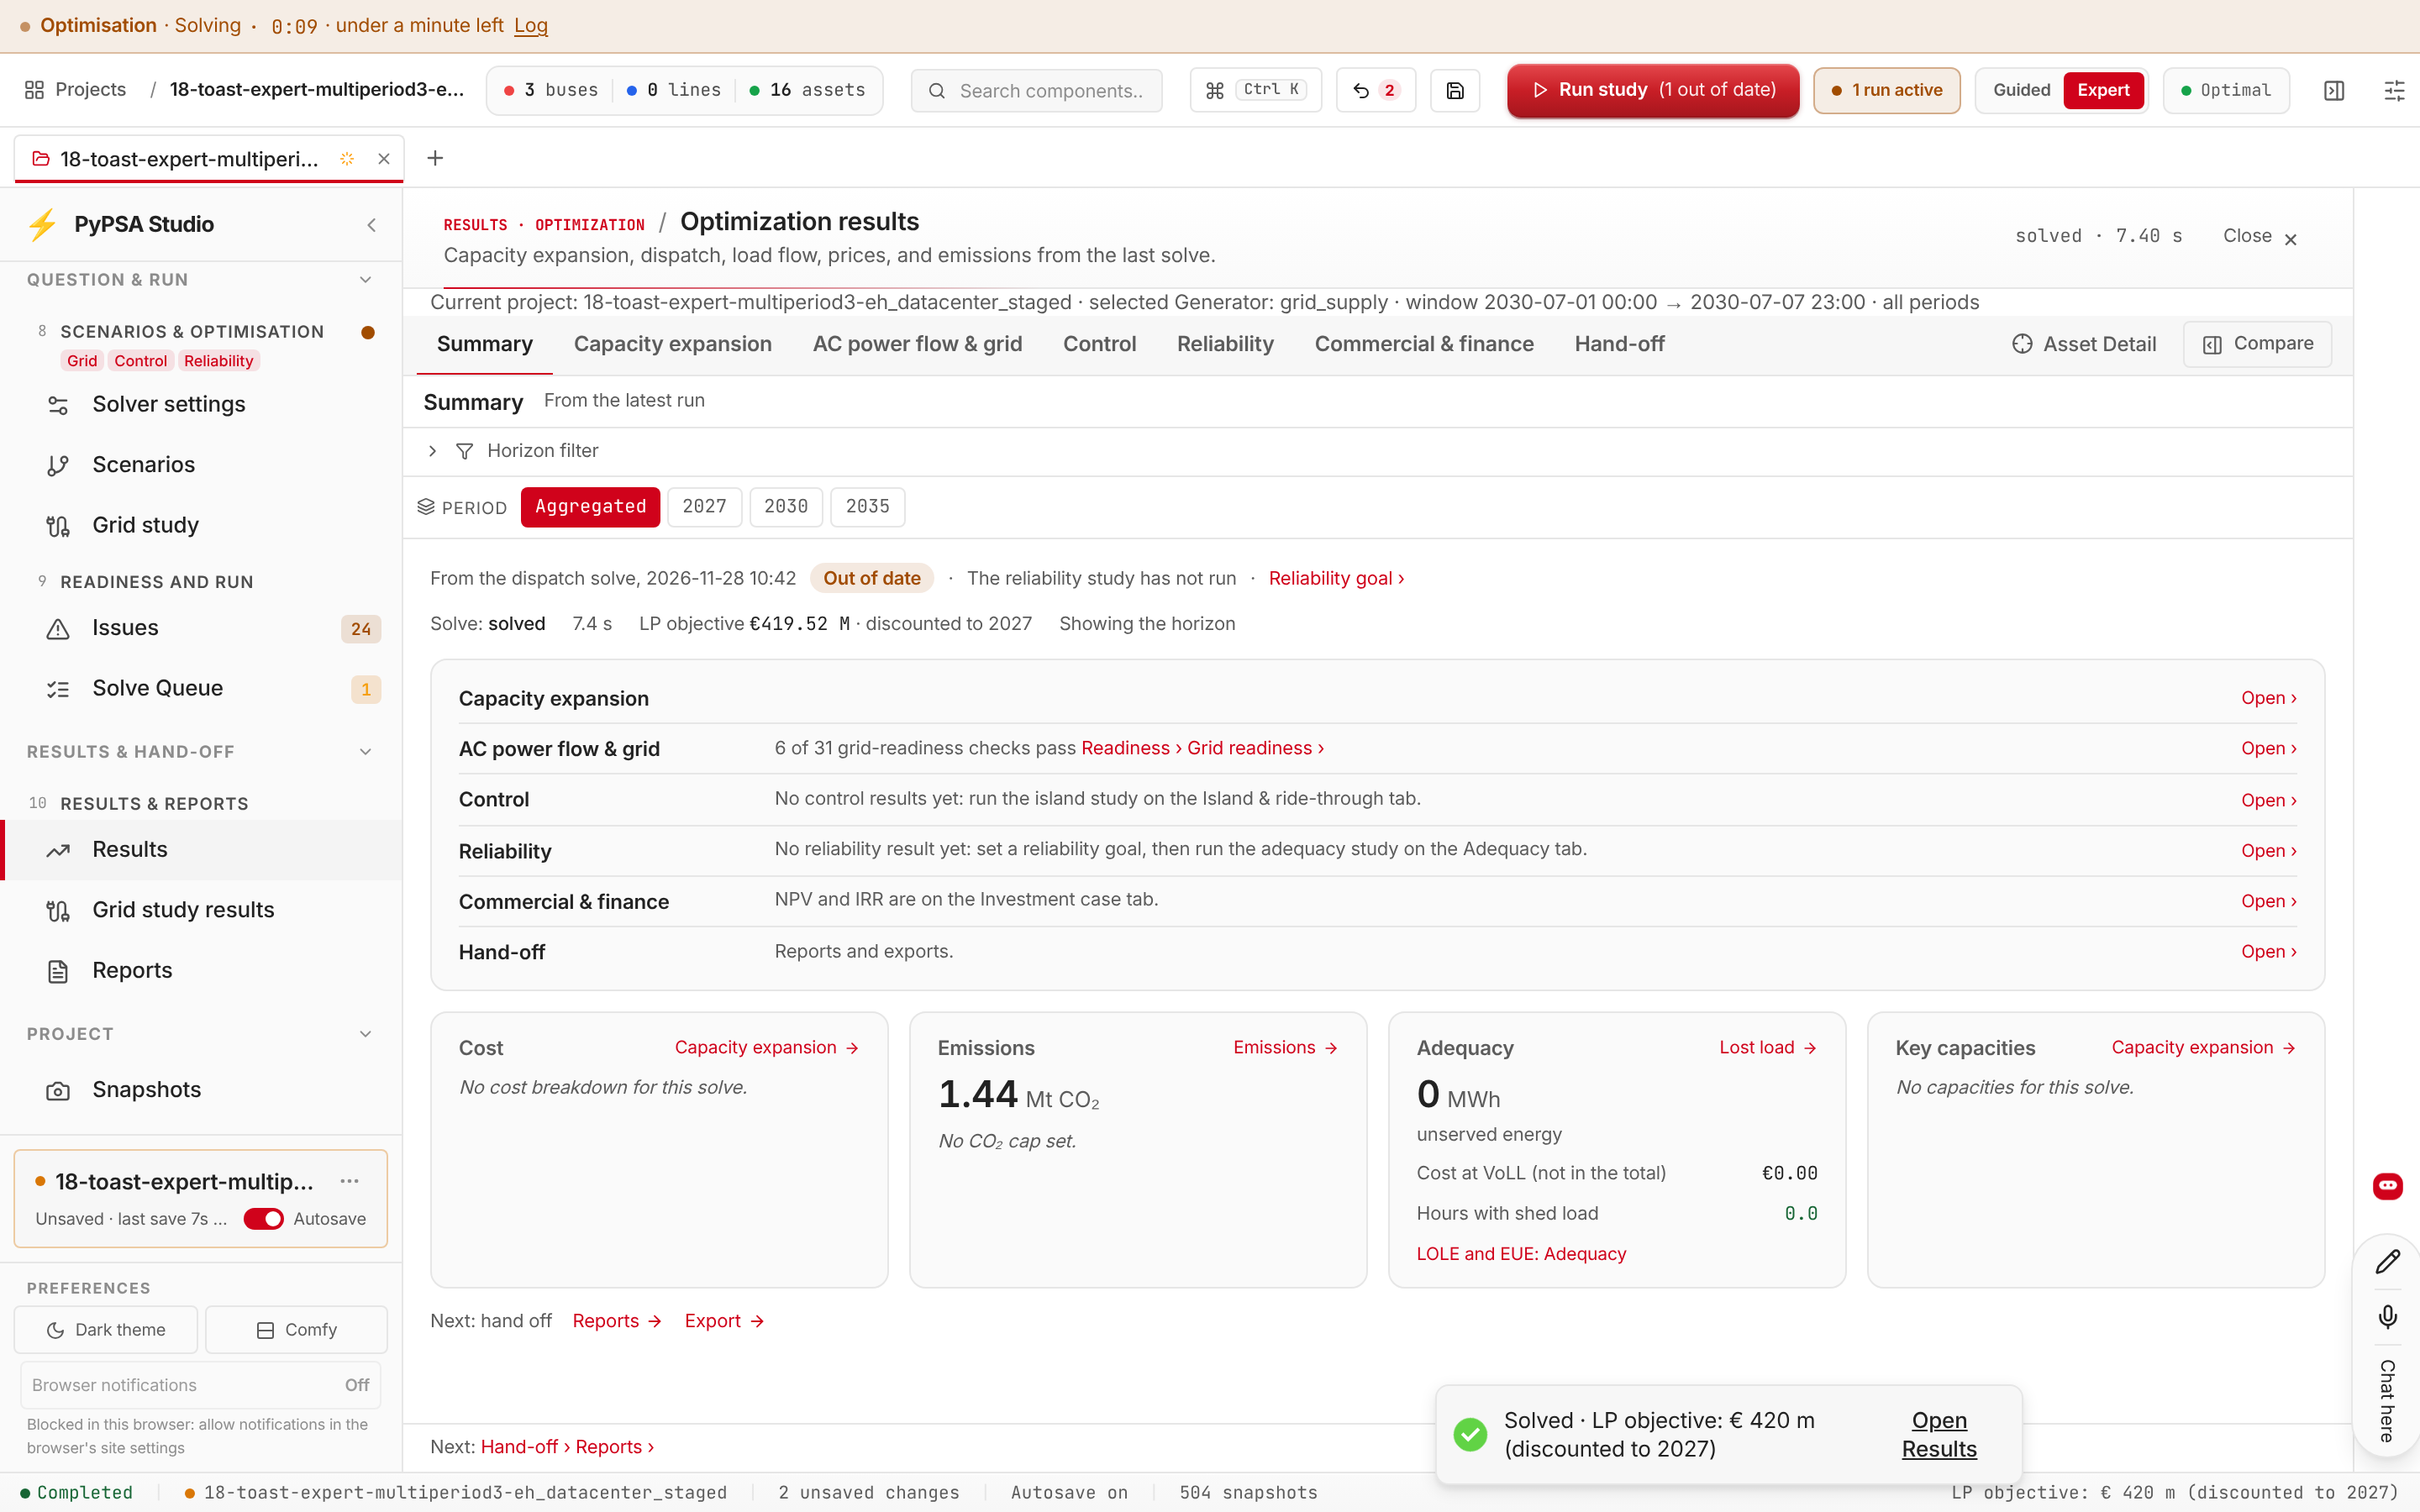 Optimisation · Solving · 0:09 · under a minute left Log
Projects / 18-toast-expert-multiperiod3-e... 3 buses 0 lines 16 assets Search components.. Ctrl K 2 Run study (1 out of date) 1 run active Guided Expert Optimal
18-toast-expert-multiperi...
PyPSA Studio
QUESTION & RUN
8 SCENARIOS & OPTIMISATION
Grid Control Reliability
Solver settings
Scenarios
Grid study
9 READINESS AND RUN
Issues 24
Solve Queue 1
RESULTS & HAND-OFF
10 RESULTS & REPORTS
Results
Grid study results
Reports
PROJECT
Snapshots
18-toast-expert-multip... ···
Unsaved · last save 7s ... Autosave
PREFERENCES
Dark theme Comfy
Browser notifications Off
Blocked in this browser: allow notifications in the
browser's site settings
RESULTS · OPTIMIZATION / Optimization results
Capacity expansion, dispatch, load flow, prices, and emissions from the last solve.
solved · 7.40 s Close
Current project: 18-toast-expert-multiperiod3-eh_datacenter_staged · selected Generator: grid_supply · window 2030-07-01 00:00 → 2030-07-07 23:00 · all periods
Summary Capacity expansion AC power flow & grid Control Reliability Commercial & finance Hand-off Asset Detail Compare
Summary From the latest run
Horizon filter
PERIOD Aggregated 2027 2030 2035
From the dispatch solve, 2026-11-28 10:42 Out of date · The reliability study has not run · Reliability goal ›
Solve: solved 7.4 s LP objective €419.52 M · discounted to 2027 Showing the horizon
Capacity expansion Open ›
AC power flow & grid 6 of 31 grid-readiness checks pass Readiness › Grid readiness › Open ›
Control No control results yet: run the island study on the Island & ride-through tab. Open ›
Reliability No reliability result yet: set a reliability goal, then run the adequacy study on the Adequacy tab. Open ›
Commercial & finance NPV and IRR are on the Investment case tab. Open ›
Hand-off Reports and exports. Open ›
Cost Capacity expansion →
No cost breakdown for this solve.
Emissions Emissions →
1.44 Mt CO₂
No CO₂ cap set.
Adequacy Lost load →
0 MWh
unserved energy
Cost at VoLL (not in the total) €0.00
Hours with shed load 0.0
LOLE and EUE: Adequacy
Key capacities Capacity expansion →
No capacities for this solve.
Next: hand off Reports → Export →
Next: Hand-off › Reports ›
Solved · LP objective: € 420 m
(discounted to 2027)
Open
Results
Chat here
Completed 18-toast-expert-multiperiod3-eh_datacenter_staged 2 unsaved changes Autosave on 504 snapshots LP objective: € 420 m (discounted to 2027)